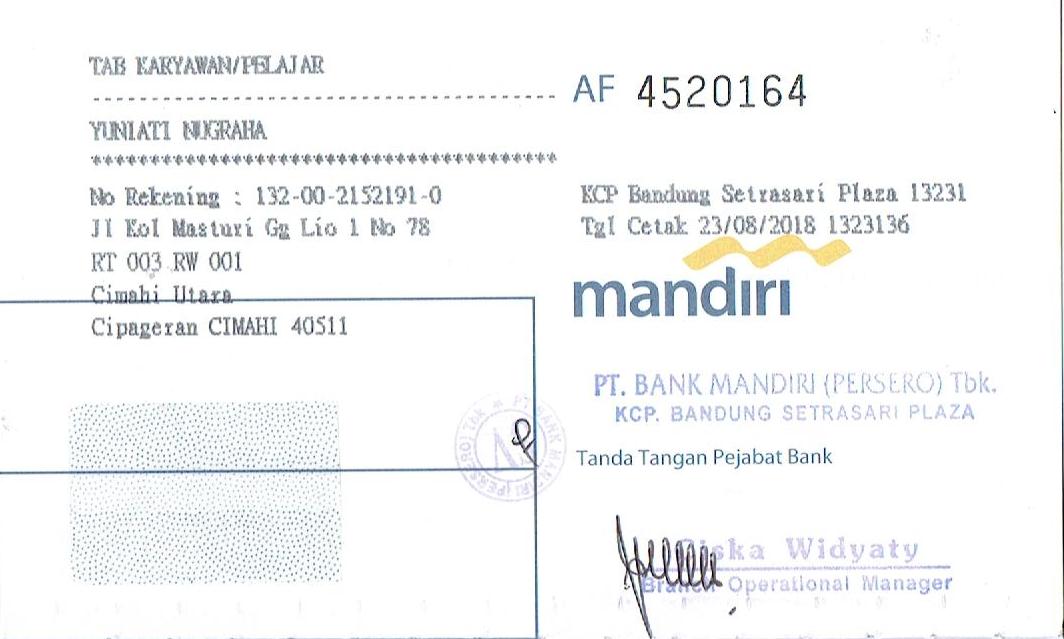 TAB KARYAWAN/PELAJAR
AF 4520164
YUNIATI NUGRAHA
No Rekening : 132-00-2152191-0
Jl Kol Masturi Gg Lio 1 No 78
RT 003 RW 001
Cimahi Utara
Cipageran CIMAHI 40511
KCP Bandung Setrasari Plaza 13231
Tgl Cetak 23/08/2018 1323136
mandiri
PT. BANK MANDIRI (PERSERO) Tbk.
KCP. BANDUNG SETRASARI PLAZA
PT BANK MANDIRI (PERSERO) Tbk
Tanda Tangan Pejabat Bank
Widyaty
Operational Manager